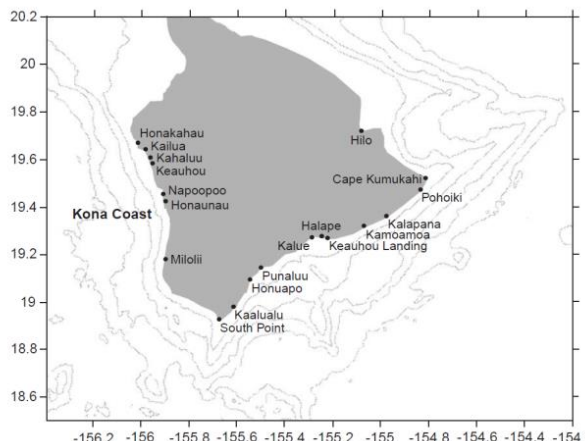 20.2
20
19.8
Honakahau
Kailua
Kahaluu
Keauhou
19.6
Hilo
Cape Kumukahi
Pohoiki
Napoopoo
Honaunau
Kona Coast
19.4
Kalapana
Kamoamoa
Halape
Kalue
Keauhou Landing
19.2
Milolii
Punaluu
Honuapo
19
Kaalualu
South Point
18.8
18.6
-156.2 -156 -155.8 -155.6 -155.4 -155.2 -155 -154.8 -154.6 -154